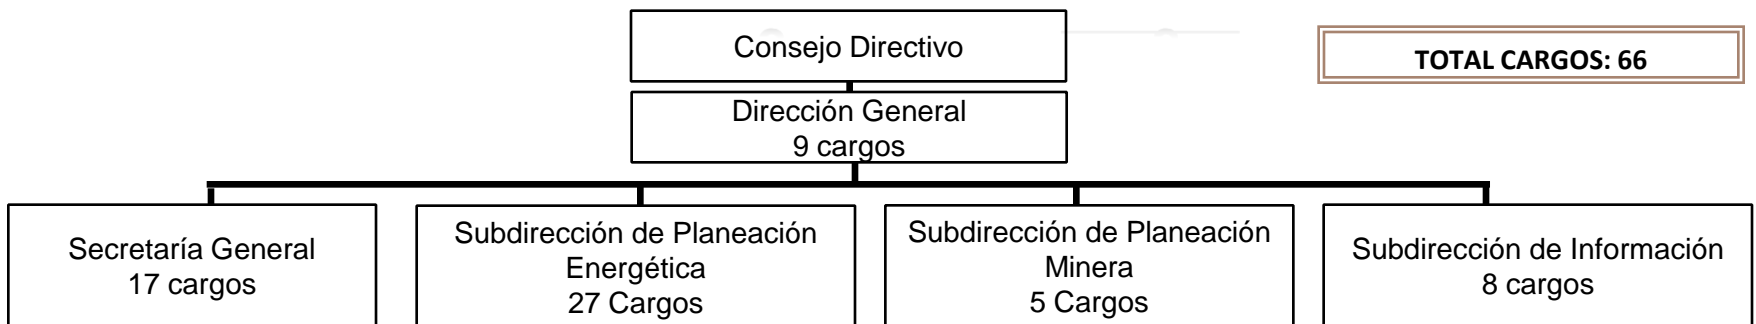 Consejo Directivo
TOTAL CARGOS: 66
Dirección General
9 cargos
Secretaría General
17 cargos
Subdirección de Planeación
Energética
27 Cargos
Subdirección de Planeación
Minera
5 Cargos
Subdirección de Información
8 cargos